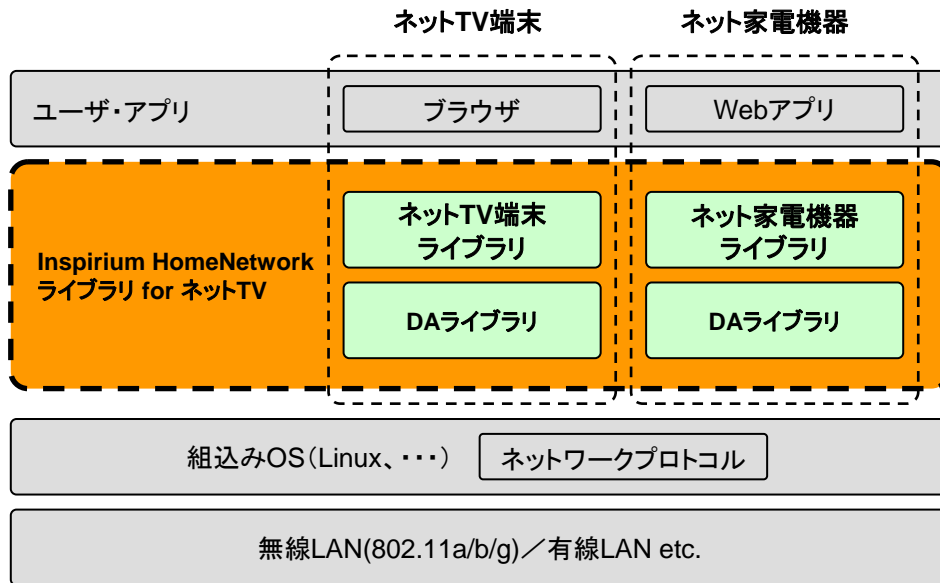 ネットTV端末
ネット家電機器
ユーザ・アプリ
ブラウザ
Webアプリ
Inspirium HomeNetwork
ライブラリ for ネットTV
ネットTV端末
ライブラリ
ネット家電機器
ライブラリ
DAライブラリ
DAライブラリ
組込みOS(Linux、・・・)
ネットワークプロトコル
無線LAN(802.11a/b/g)／有線LAN etc.